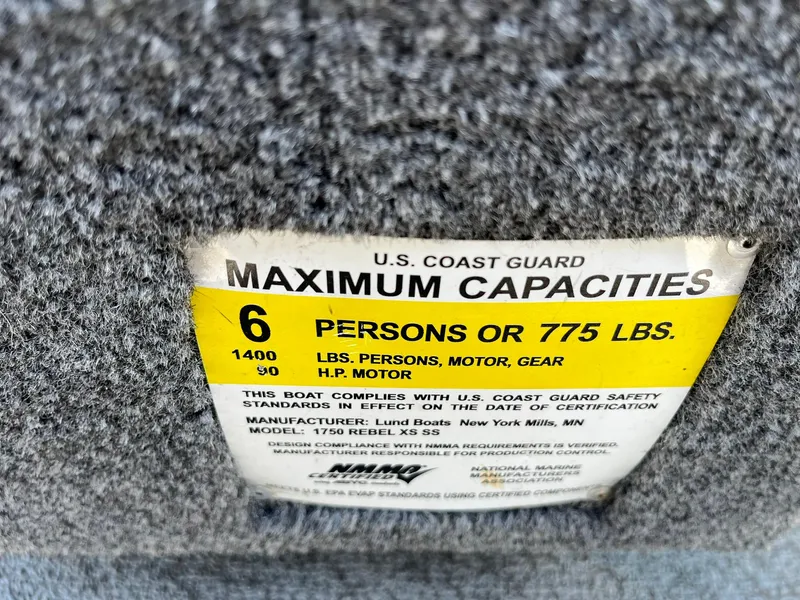 U.S. COAST GUARD
MAXIMUM CAPACITIES
6 PERSONS OR 775 LBS.
1400 LBS. PERSONS, MOTOR, GEAR
90 H.P. MOTOR
THIS BOAT COMPLIES WITH U.S. COAST GUARD SAFETY
STANDARDS IN EFFECT ON THE DATE OF CERTIFICATION
MANUFACTURER: Lund Boats New York Mills, MN
MODEL: 1750 REBEL XS SS
DESIGN COMPLIANCE WITH NMMA REQUIREMENTS IS VERIFIED.
MANUFACTURER RESPONSIBLE FOR PRODUCTION CONTROL.
NMMA
CERTIFIED
NATIONAL MARINE
MANUFACTURERS
ASSOCIATION
U.S. EPA EVAP STANDARDS USING CERTIFIED